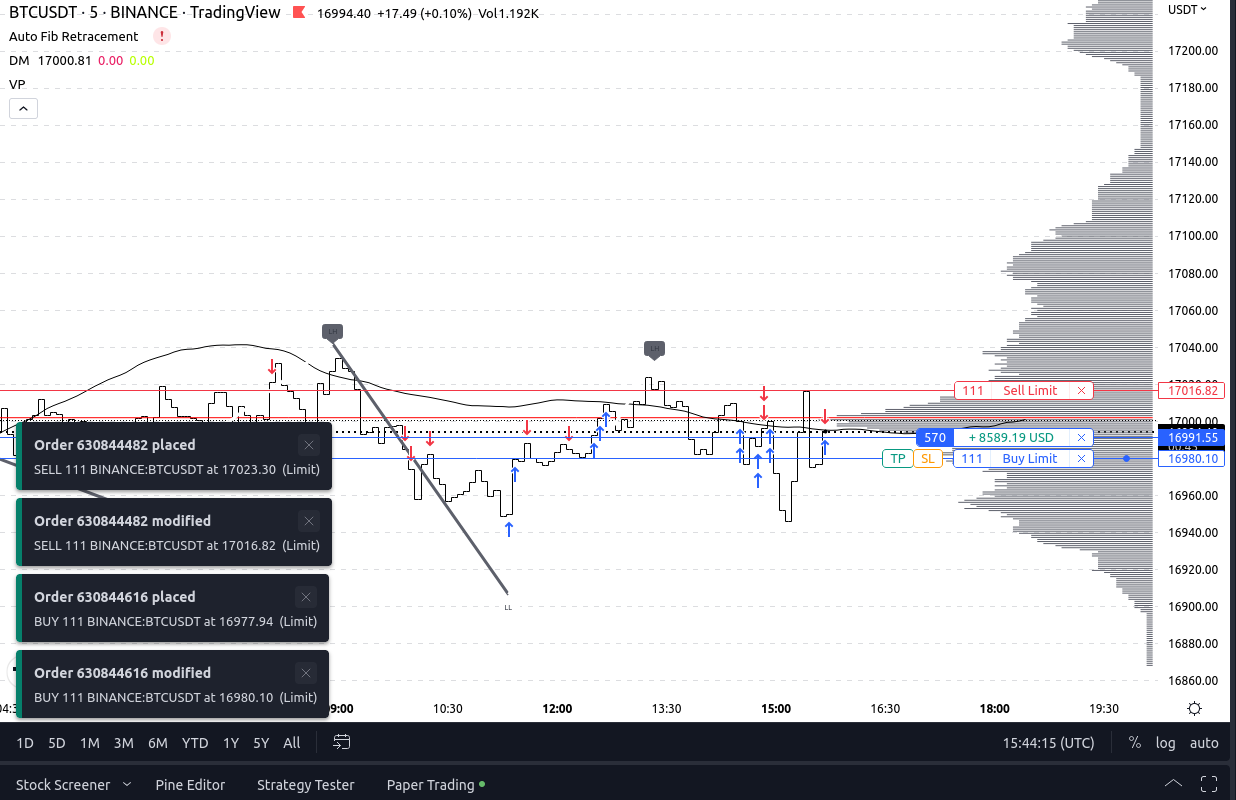 BTCUSDT · 5 · BINANCE · TradingView 16994.40 +17.49 (+0.10%) Vol1.192K
USDT
Auto Fib Retracement !
DM 17000.81 0.00 0.00
VP
17200.00
17180.00
17160.00
17140.00
17120.00
17100.00
17080.00
17060.00
17040.00
LH
LH
111 Sell Limit
17016.82
17000.00
570 +8589.19 USD
16991.55
TP SL 111 Buy Limit
16980.10
16960.00
16940.00
16920.00
16900.00
16880.00
16860.00
LL
Order 630844482 placed
SELL 111 BINANCE:BTCUSDT at 17023.30 (Limit)
Order 630844482 modified
SELL 111 BINANCE:BTCUSDT at 17016.82 (Limit)
Order 630844616 placed
BUY 111 BINANCE:BTCUSDT at 16977.94 (Limit)
Order 630844616 modified
BUY 111 BINANCE:BTCUSDT at 16980.10 (Limit)
10:30 12:00 13:30 15:00 16:30 18:00 19:30
1D 5D 1M 3M 6M YTD 1Y 5Y All 15:44:15 (UTC) % log auto
Stock Screener Pine Editor Strategy Tester Paper Trading